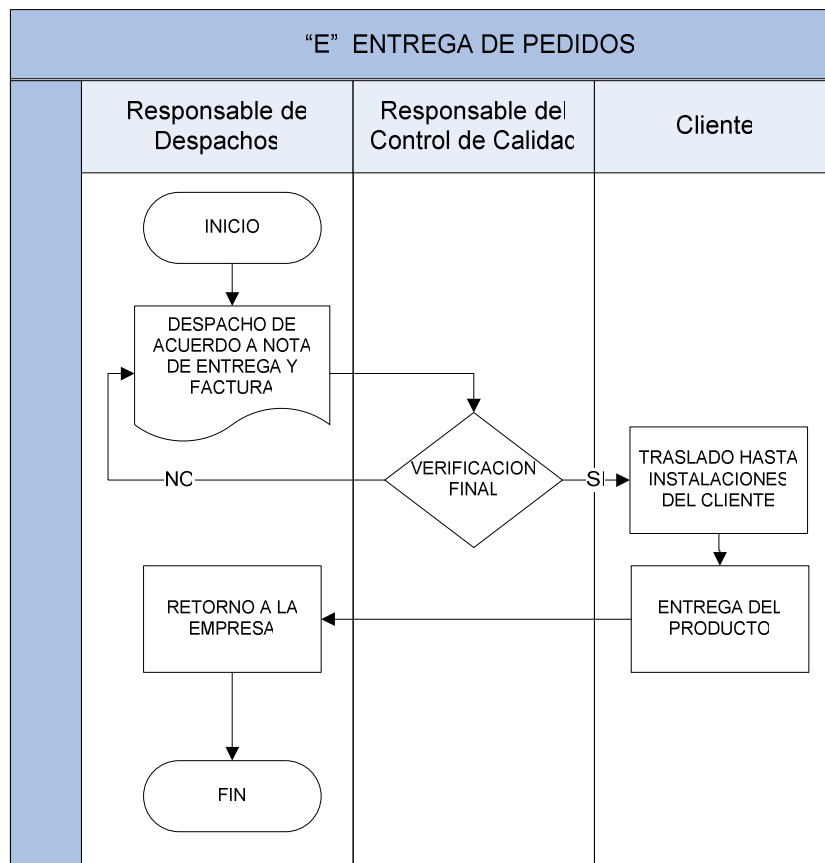 “E” ENTREGA DE PEDIDOS
Responsable de
Despachos
Responsable del
Control de Calidad
Cliente
INICIO
DESPACHO DE
ACUERDO A NOTA
DE ENTREGA Y
FACTURA
VERIFICACION
FINAL
NO
SI
TRASLADO HASTA
INSTALACIONES
DEL CLIENTE
RETORNO A LA
EMPRESA
ENTREGA DEL
PRODUCTO
FIN